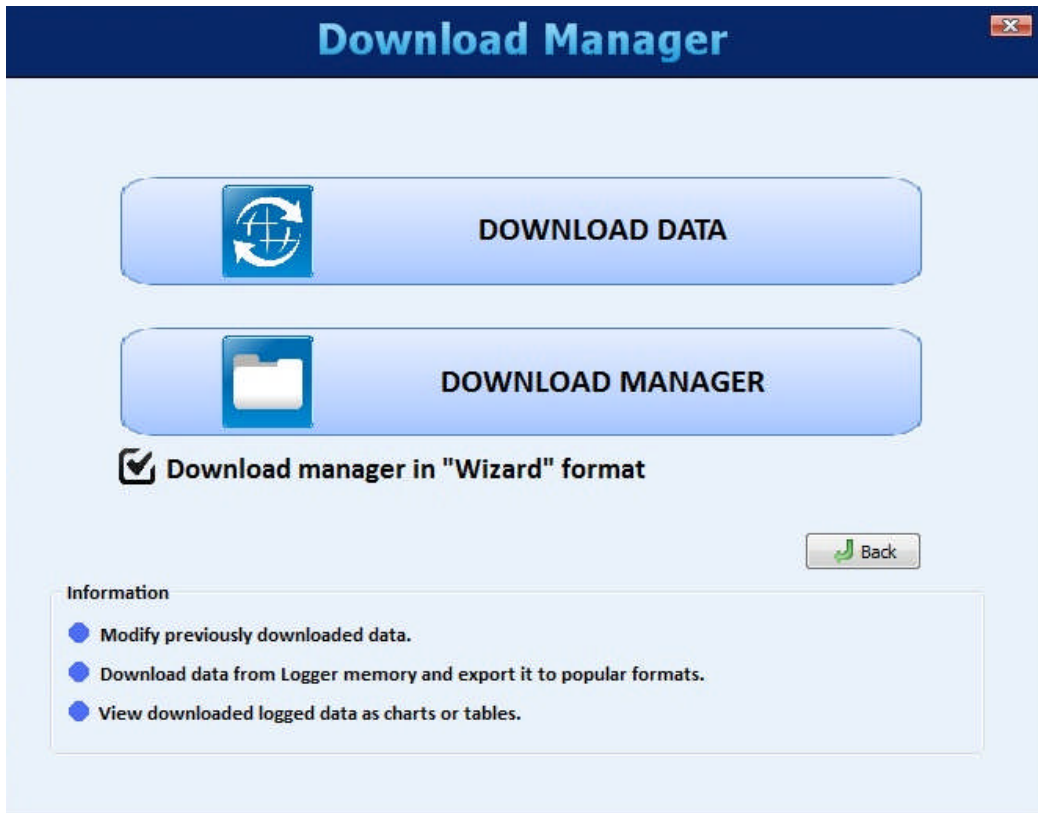 Download Manager
DOWNLOAD DATA
DOWNLOAD MANAGER
Download manager in "Wizard" format
Back
Information
Modify previously downloaded data.
Download data from Logger memory and export it to popular formats.
View downloaded logged data as charts or tables.